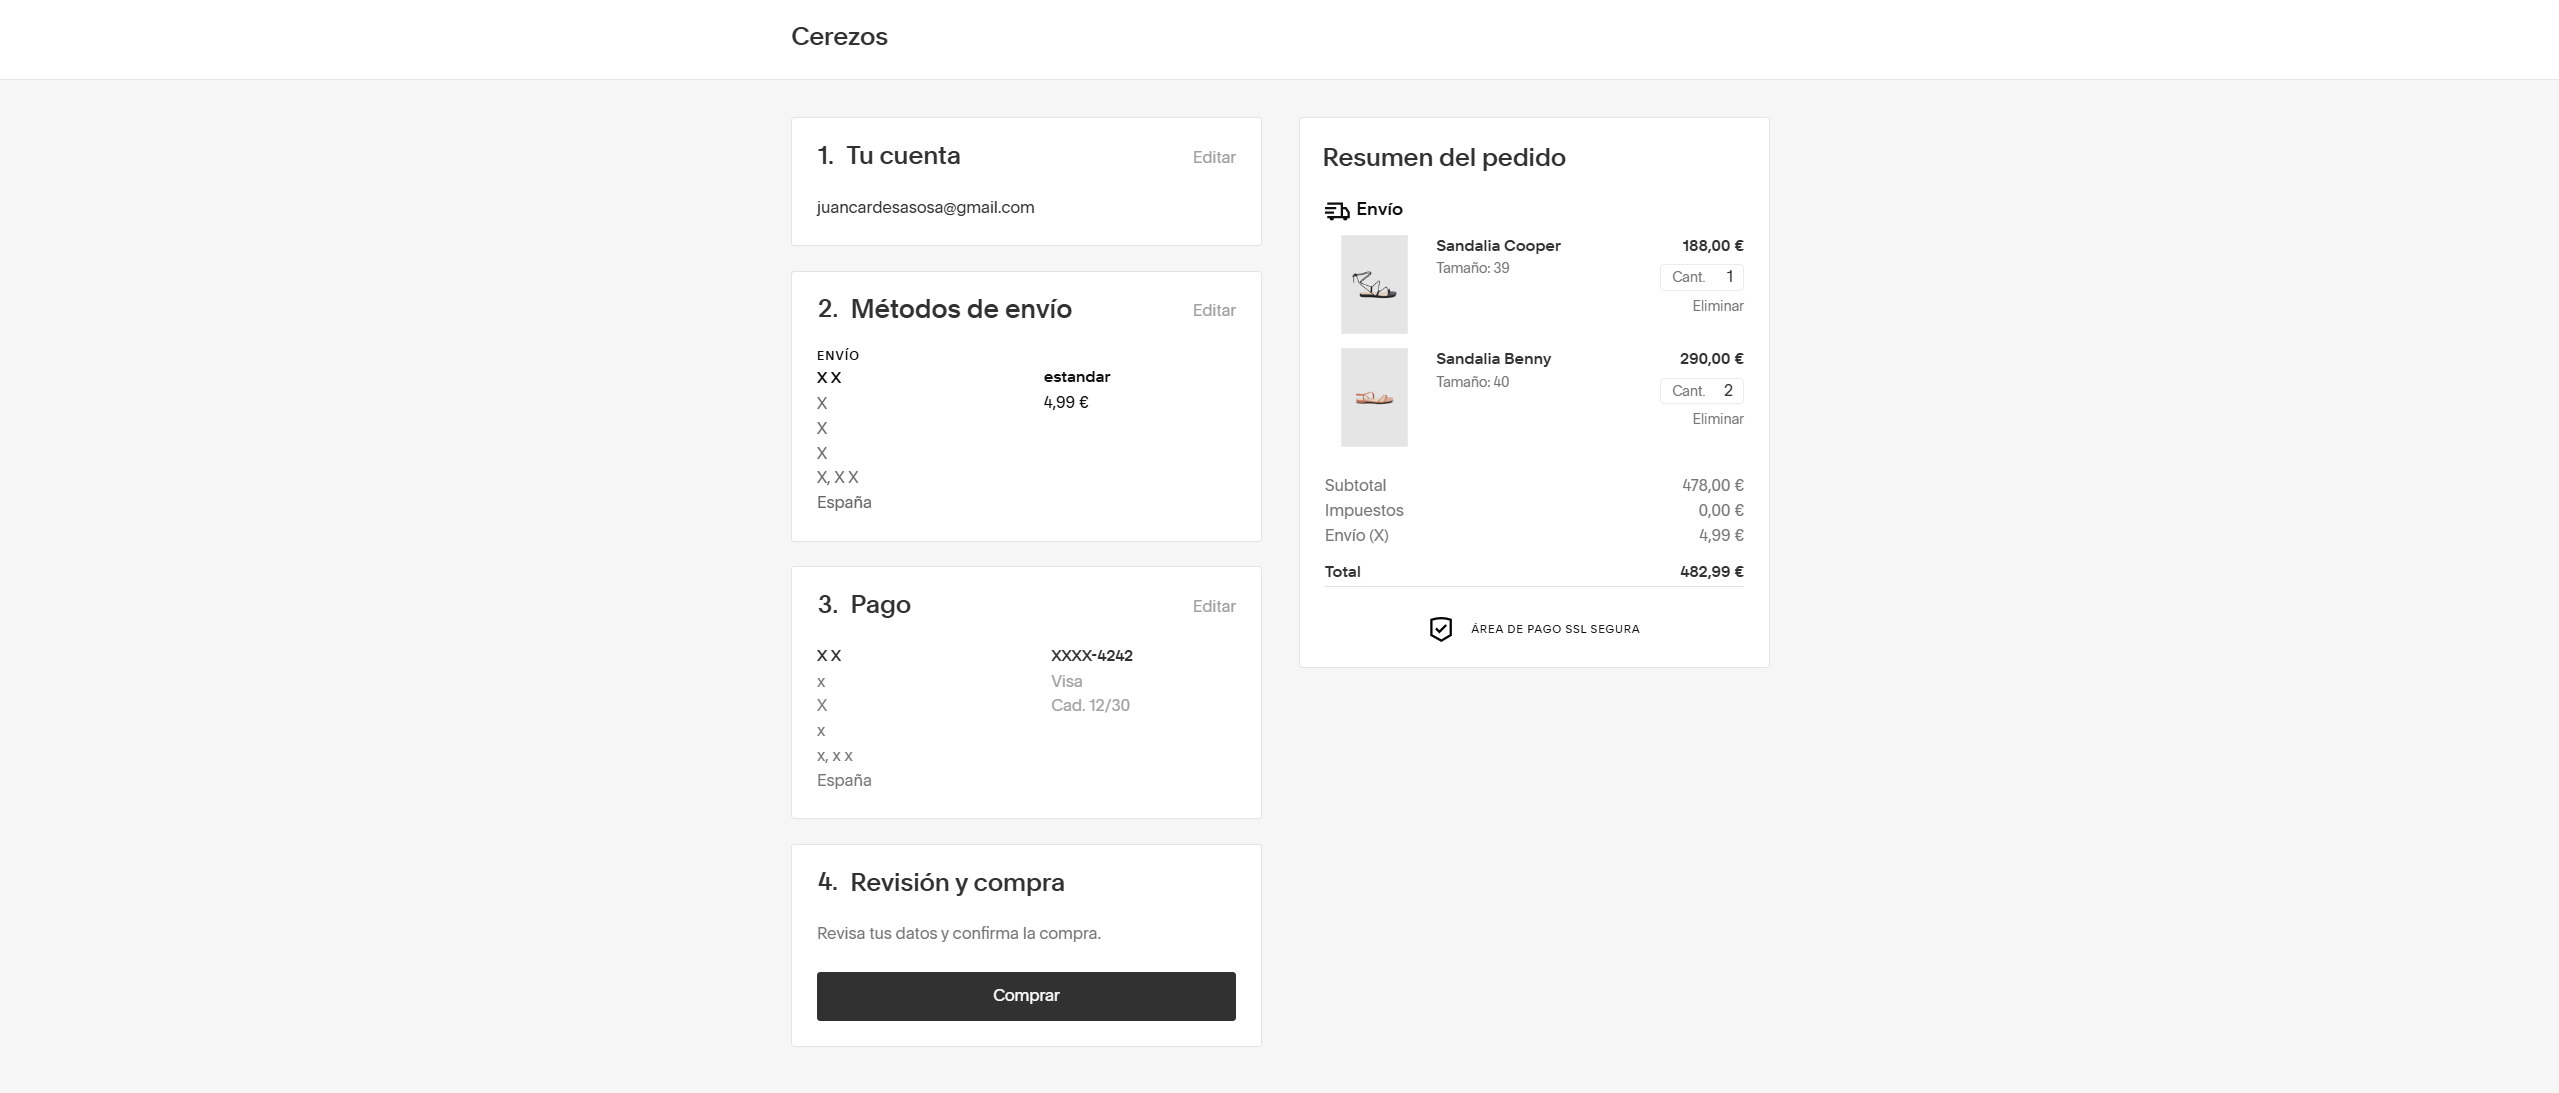 Cerezos
1. Tu cuenta
Editar
juancardesasosa@gmail.com
2. Métodos de envío
Editar
ENVÍO
X X
estandar
X
4,99 €
X
X
X, X X
España
3. Pago
Editar
X X
XXXX-4242
x
Visa
X
Cad. 12/30
x
x, x x
España
4. Revisión y compra
Revisa tus datos y confirma la compra.
Comprar
Resumen del pedido
Envío
Sandalia Cooper
188,00 €
Tamaño: 39
Cant. 1
Eliminar
Sandalia Benny
290,00 €
Tamaño: 40
Cant. 2
Eliminar
Subtotal 478,00 €
Impuestos 0,00 €
Envío (X) 4,99 €
Total 482,99 €
ÁREA DE PAGO SSL SEGURA